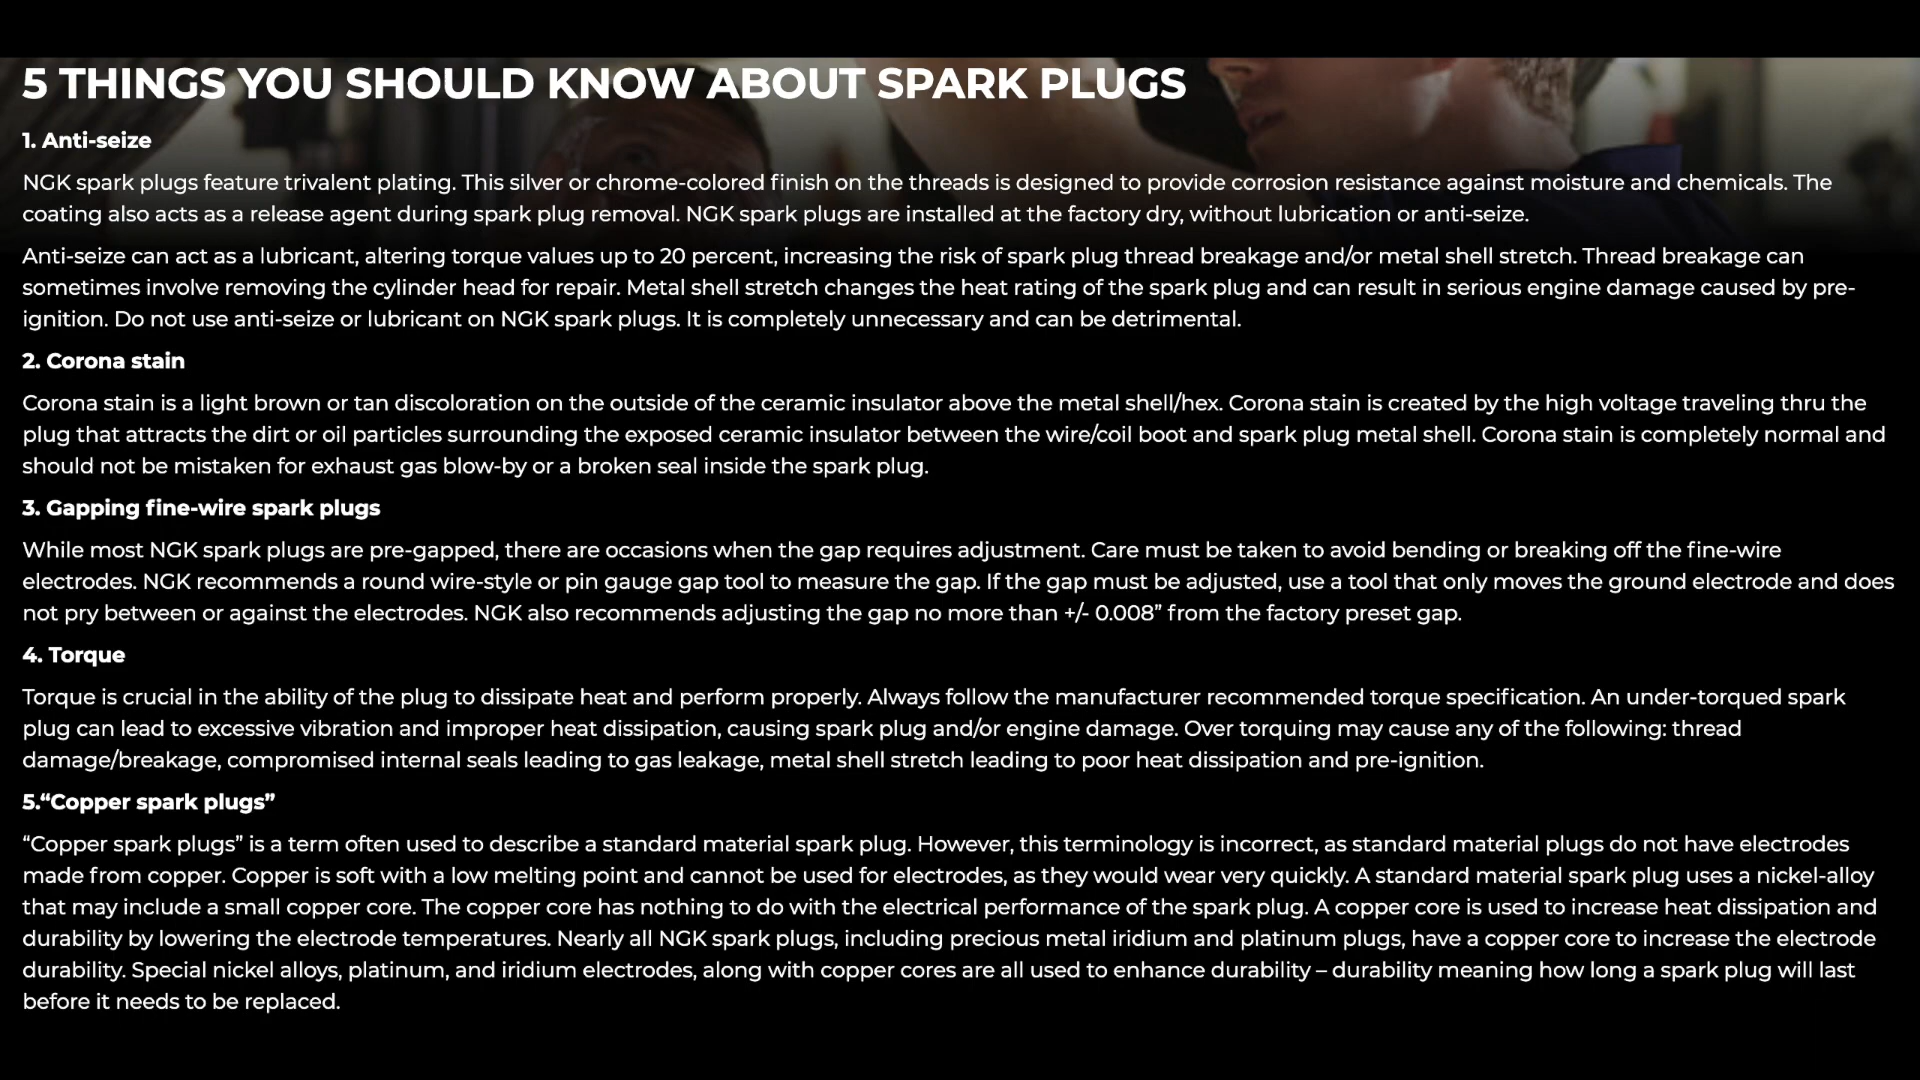 5 THINGS YOU SHOULD KNOW ABOUT SPARK PLUGS
1. Anti-seize
NGK spark plugs feature trivalent plating. This silver or chrome-colored finish on the threads is designed to provide corrosion resistance against moisture and chemicals. The
coating also acts as a release agent during spark plug removal. NGK spark plugs are installed at the factory dry, without lubrication or anti-seize.
Anti-seize can act as a lubricant, altering torque values up to 20 percent, increasing the risk of spark plug thread breakage and/or metal shell stretch. Thread breakage can
sometimes involve removing the cylinder head for repair. Metal shell stretch changes the heat rating of the spark plug and can result in serious engine damage caused by pre-
ignition. Do not use anti-seize or lubricant on NGK spark plugs. It is completely unnecessary and can be detrimental.
2. Corona stain
Corona stain is a light brown or tan discoloration on the outside of the ceramic insulator above the metal shell/hex. Corona stain is created by the high voltage traveling thru the
plug that attracts the dirt or oil particles surrounding the exposed ceramic insulator between the wire/coil boot and spark plug metal shell. Corona stain is completely normal and
should not be mistaken for exhaust gas blow-by or a broken seal inside the spark plug.
3. Gapping fine-wire spark plugs
While most NGK spark plugs are pre-gapped, there are occasions when the gap requires adjustment. Care must be taken to avoid bending or breaking off the fine-wire
electrodes. NGK recommends a round wire-style or pin gauge gap tool to measure the gap. If the gap must be adjusted, use a tool that only moves the ground electrode and does
not pry between or against the electrodes. NGK also recommends adjusting the gap no more than +/- 0.008” from the factory preset gap.
4. Torque
Torque is crucial in the ability of the plug to dissipate heat and perform properly. Always follow the manufacturer recommended torque specification. An under-torqued spark
plug can lead to excessive vibration and improper heat dissipation, causing spark plug and/or engine damage. Over torquing may cause any of the following: thread
damage/breakage, compromised internal seals leading to gas leakage, metal shell stretch leading to poor heat dissipation and pre-ignition.
5.“Copper spark plugs”
“Copper spark plugs” is a term often used to describe a standard material spark plug. However, this terminology is incorrect, as standard material plugs do not have electrodes
made from copper. Copper is soft with a low melting point and cannot be used for electrodes, as they would wear very quickly. A standard material spark plug uses a nickel-alloy
that may include a small copper core. The copper core has nothing to do with the electrical performance of the spark plug. A copper core is used to increase heat dissipation and
durability by lowering the electrode temperatures. Nearly all NGK spark plugs, including precious metal iridium and platinum plugs, have a copper core to increase the electrode
durability. Special nickel alloys, platinum, and iridium electrodes, along with copper cores are all used to enhance durability – durability meaning how long a spark plug will last
before it needs to be replaced.